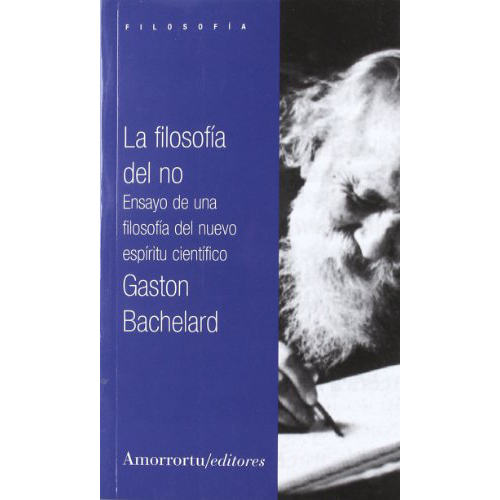 FILOSOFÍA
La filosofía
del no
Ensayo de una
filosofía del nuevo
espíritu científico
Gaston
Bachelard
Amorrortu/editores